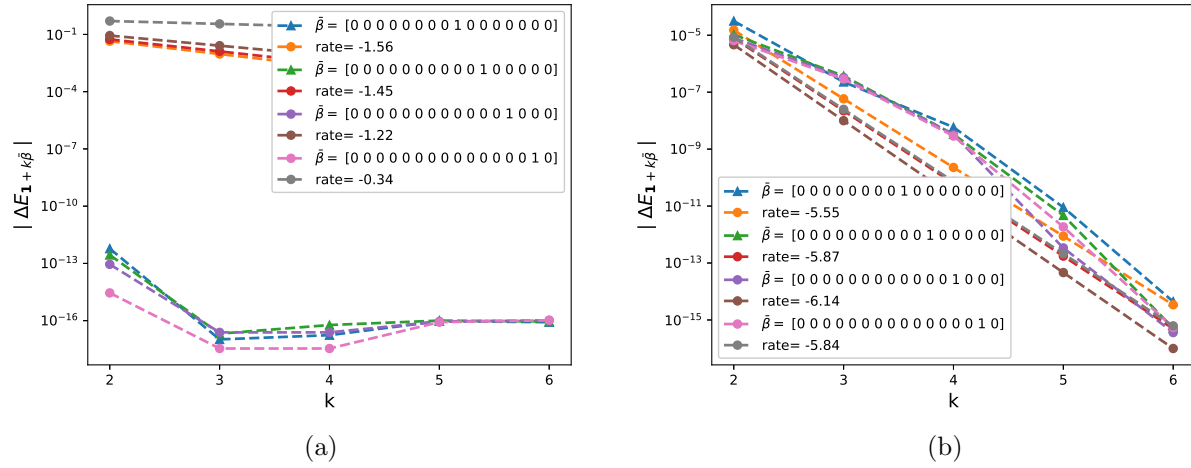 | ΔE_{1 + kβ̄} |
10^{-1}
10^{-4}
10^{-7}
10^{-10}
10^{-13}
10^{-16}
β̄ = [0 0 0 0 0 0 0 0 1 0 0 0 0 0 0 0]
rate= -1.56
β̄ = [0 0 0 0 0 0 0 0 0 0 1 0 0 0 0 0]
rate= -1.45
β̄ = [0 0 0 0 0 0 0 0 0 0 0 0 1 0 0 0]
rate= -1.22
β̄ = [0 0 0 0 0 0 0 0 0 0 0 0 0 0 1 0]
rate= -0.34
2 3 4 5 6
k
(a)
| ΔE_{1 + kβ̄} |
10^{-5}
10^{-7}
10^{-9}
10^{-11}
10^{-13}
10^{-15}
β̄ = [0 0 0 0 0 0 0 0 1 0 0 0 0 0 0 0]
rate= -5.55
β̄ = [0 0 0 0 0 0 0 0 0 0 1 0 0 0 0 0]
rate= -5.87
β̄ = [0 0 0 0 0 0 0 0 0 0 0 0 1 0 0 0]
rate= -6.14
β̄ = [0 0 0 0 0 0 0 0 0 0 0 0 0 0 1 0]
rate= -5.84
2 3 4 5 6
k
(b)